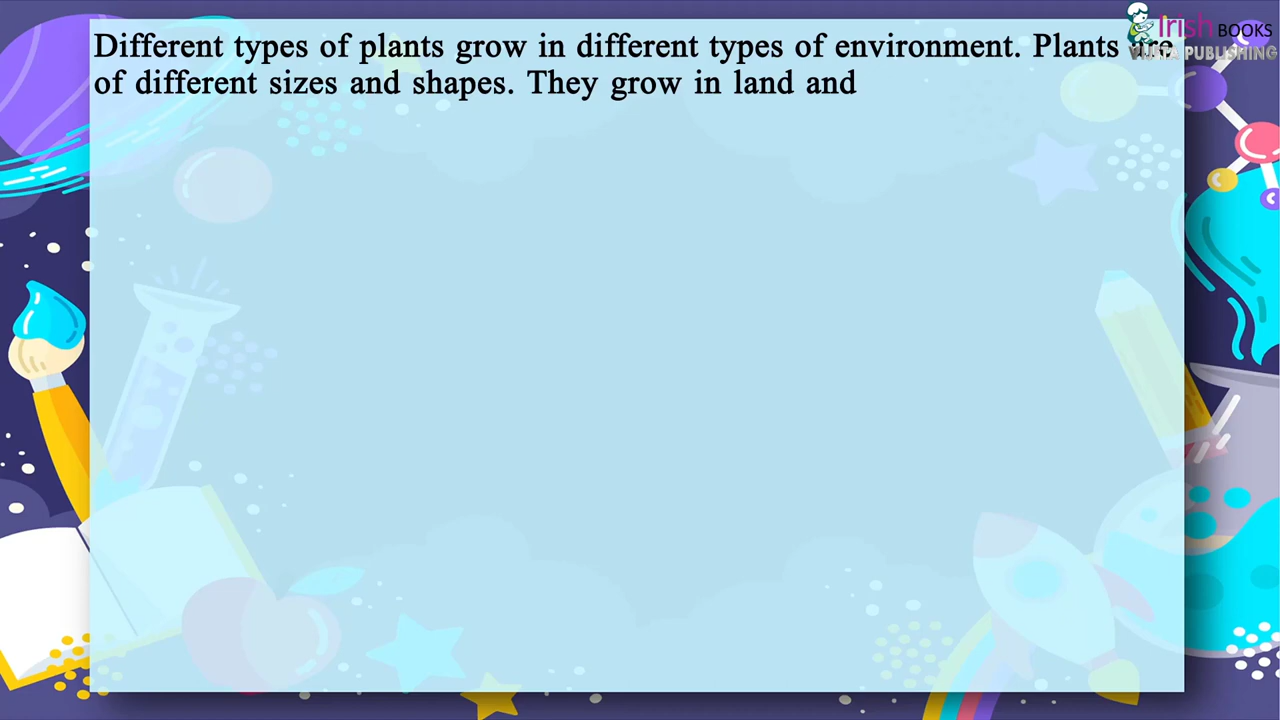 Irish BOOKS
PUBLISHING
Different types of plants grow in different types of environment. Plants are
of different sizes and shapes. They grow in land and